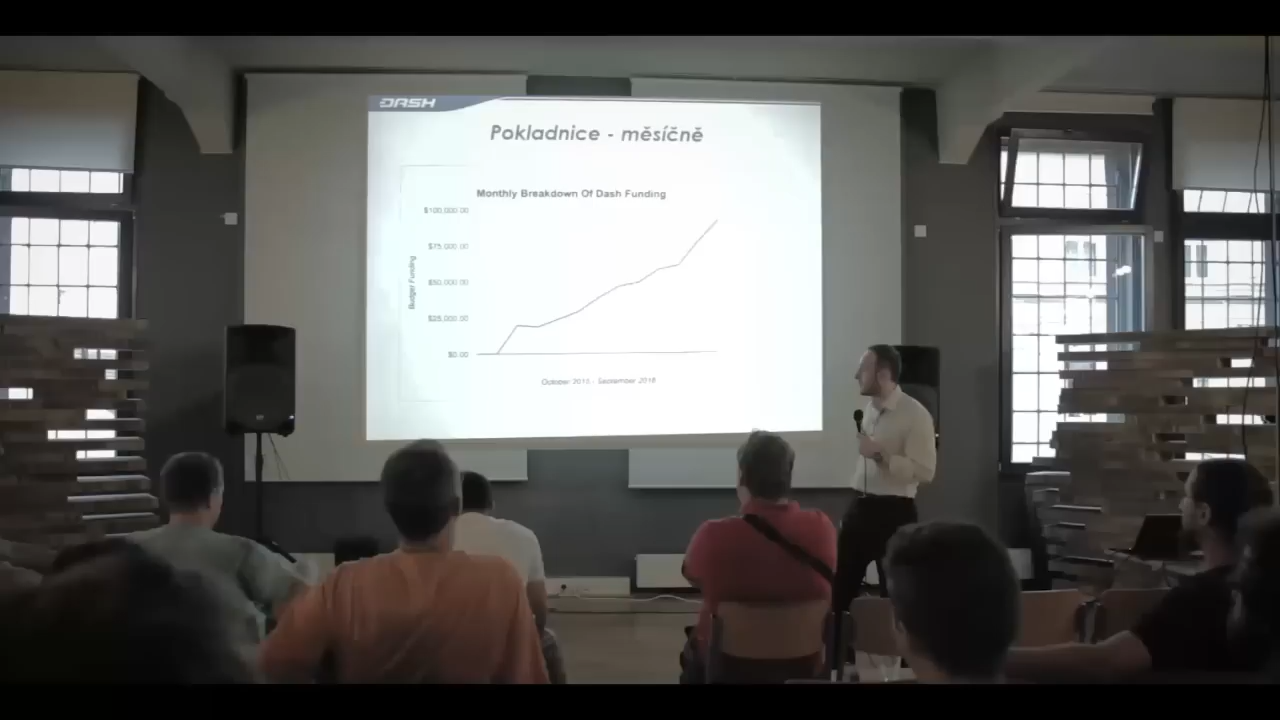 DASH
Pokladnice - měsíčně
Monthly Breakdown Of Dash Funding
$100,000.00
$75,000.00
$50,000.00
$25,000.00
$0.00
Budget Funding
October 2015 - September 2016